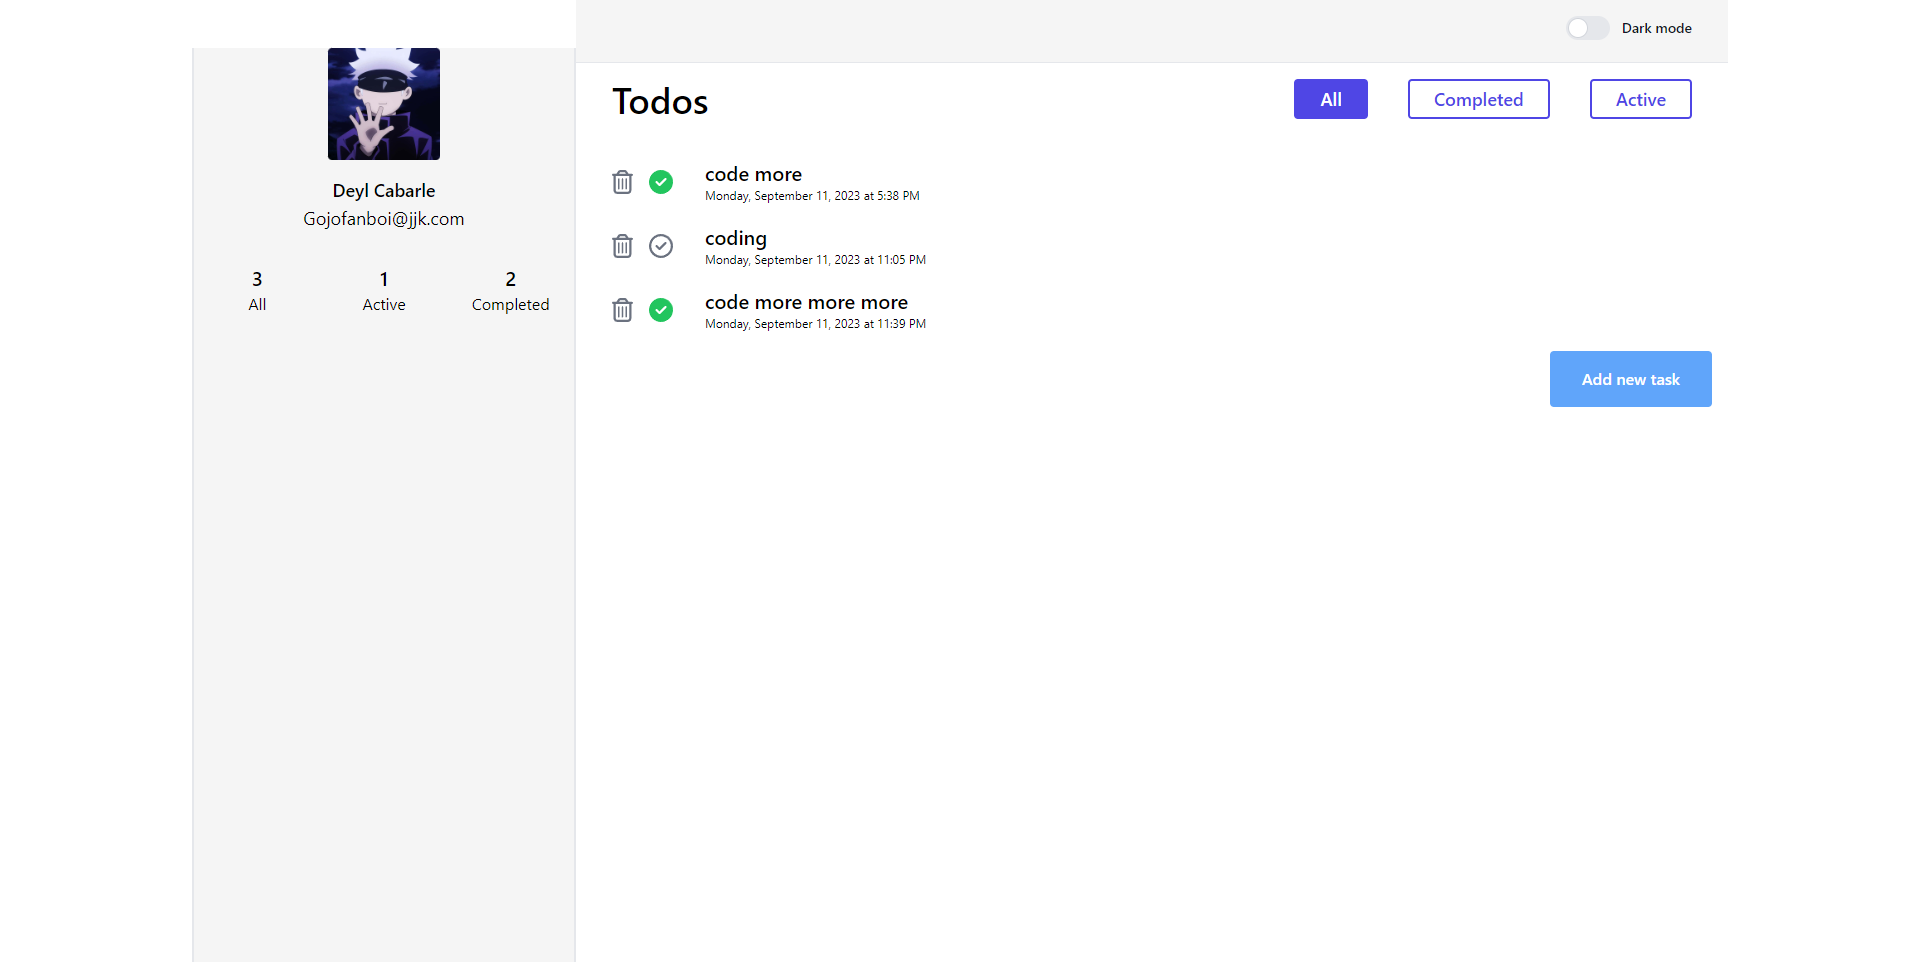 Dark mode
Deyl Cabarle
Gojofanboi@jjk.com
3
All
1
Active
2
Completed
Todos
All
Completed
Active
code more
Monday, September 11, 2023 at 5:38 PM
coding
Monday, September 11, 2023 at 11:05 PM
code more more more
Monday, September 11, 2023 at 11:39 PM
Add new task